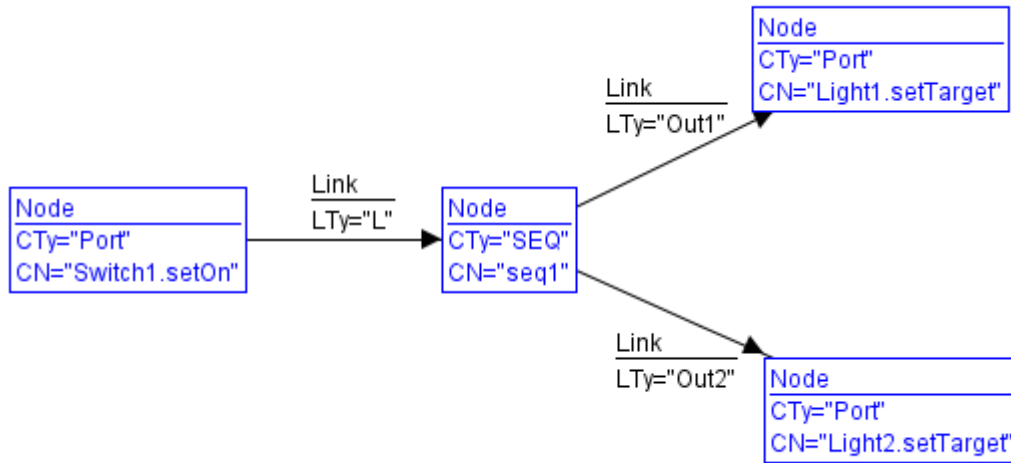 Node
CTy="Port"
CN="Light1.setTarget"
Link
LTy="Out1"
Link
LTy="L"
Node
CTy="Port"
CN="Switch1.setOn"
Node
CTy="SEQ"
CN="seq1"
Link
LTy="Out2"
Node
CTy="Port"
CN="Light2.setTarget"